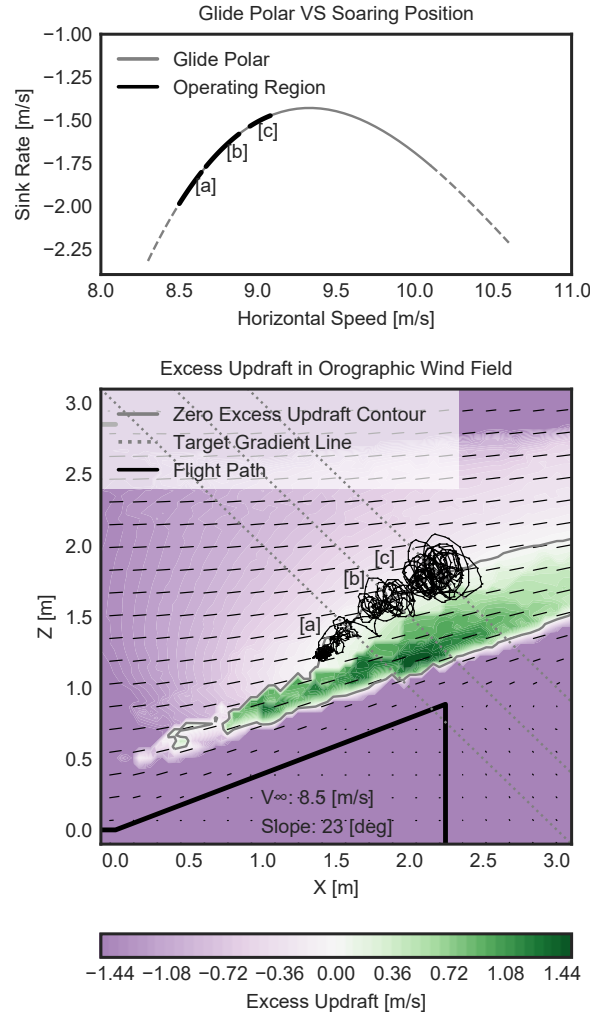 Glide Polar VS Soaring Position
Sink Rate [m/s]
−1.00
−1.25
−1.50
−1.75
−2.00
−2.25
Glide Polar
Operating Region
[c]
[b]
[a]
8.0 8.5 9.0 9.5 10.0 10.5 11.0
Horizontal Speed [m/s]
Excess Updraft in Orographic Wind Field
Z [m]
3.0
2.5
2.0
1.5
1.0
0.5
0.0
Zero Excess Updraft Contour
Target Gradient Line
Flight Path
[c]
[b]
[a]
V∞: 8.5 [m/s]
Slope: 23 [deg]
0.0 0.5 1.0 1.5 2.0 2.5 3.0
X [m]
−1.44 −1.08 −0.72 −0.36 0.00 0.36 0.72 1.08 1.44
Excess Updraft [m/s]